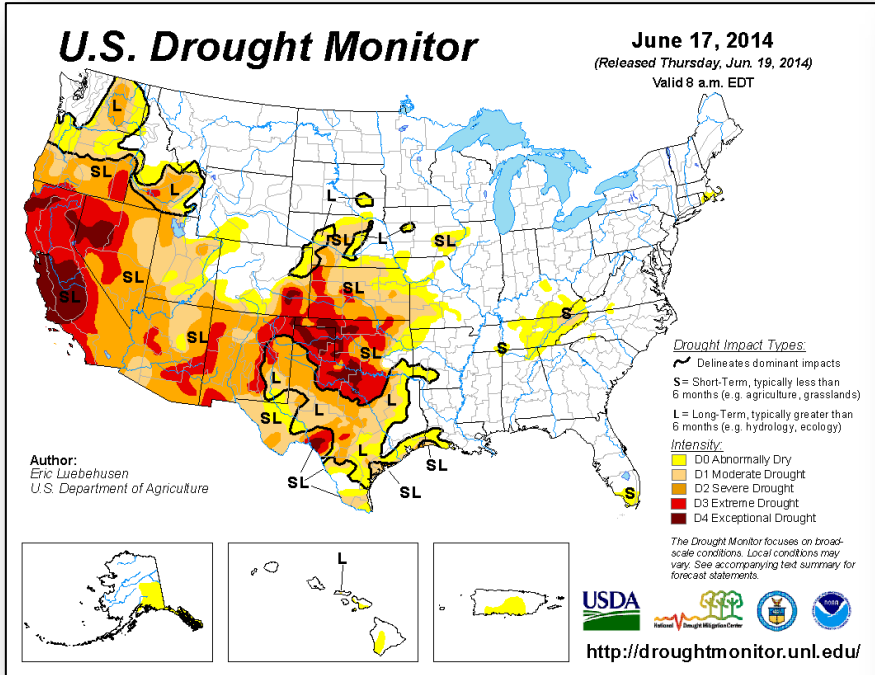 U.S. Drought Monitor
June 17, 2014
(Released Thursday, Jun. 19, 2014)
Valid 8 a.m. EDT
L
SL
L
L
SL
L
SL
SL
SL
SL
SL
SL
S
S
L
L
SL
L
SL
SL
SL
S
Drought Impact Types:
Delineates dominant impacts
S = Short-Term, typically less than
6 months (e.g. agriculture, grasslands)
L = Long-Term, typically greater than
6 months (e.g. hydrology, ecology)
Intensity:
D0 Abnormally Dry
D1 Moderate Drought
D2 Severe Drought
D3 Extreme Drought
D4 Exceptional Drought
Author:
Eric Luebehusen
U.S. Department of Agriculture
The Drought Monitor focuses on broad-
scale conditions. Local conditions may
vary. See accompanying text summary for
forecast statements.
L
USDA
National Drought Mitigation Center
http://droughtmonitor.unl.edu/